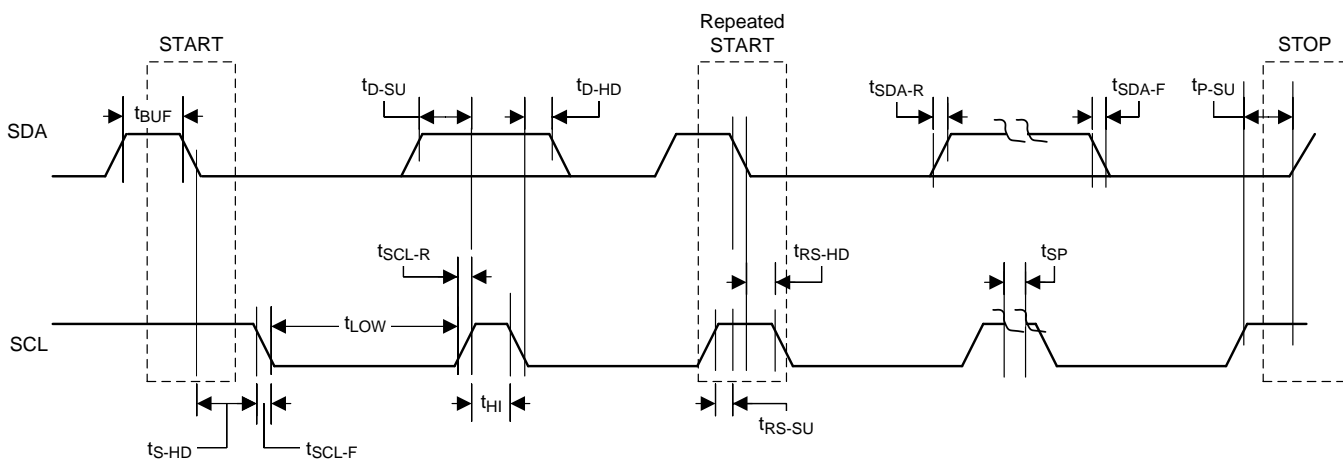 START
Repeated
START
STOP
tBUF
tD-SU
tD-HD
tSDA-R
tSDA-F
tP-SU
SDA
tSCL-R
tRS-HD
tSP
tLOW
SCL
tHI
tS-HD
tSCL-F
tRS-SU